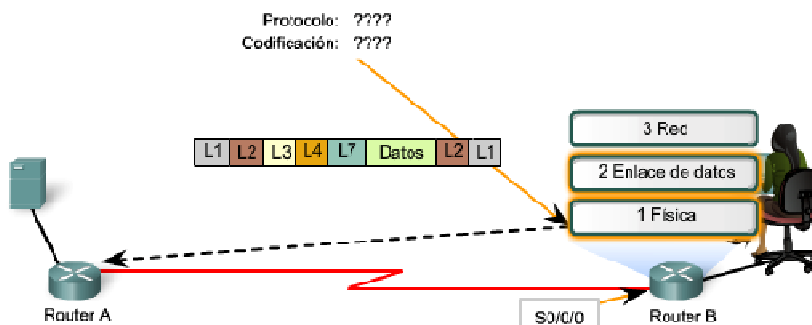 Protocolo: ????
Codificación: ????
L1 L2 L3 L4 L7 Datos L2 L1
3 Red
2 Enlace de datos
1 Física
Router A
S0/0/0
Router B